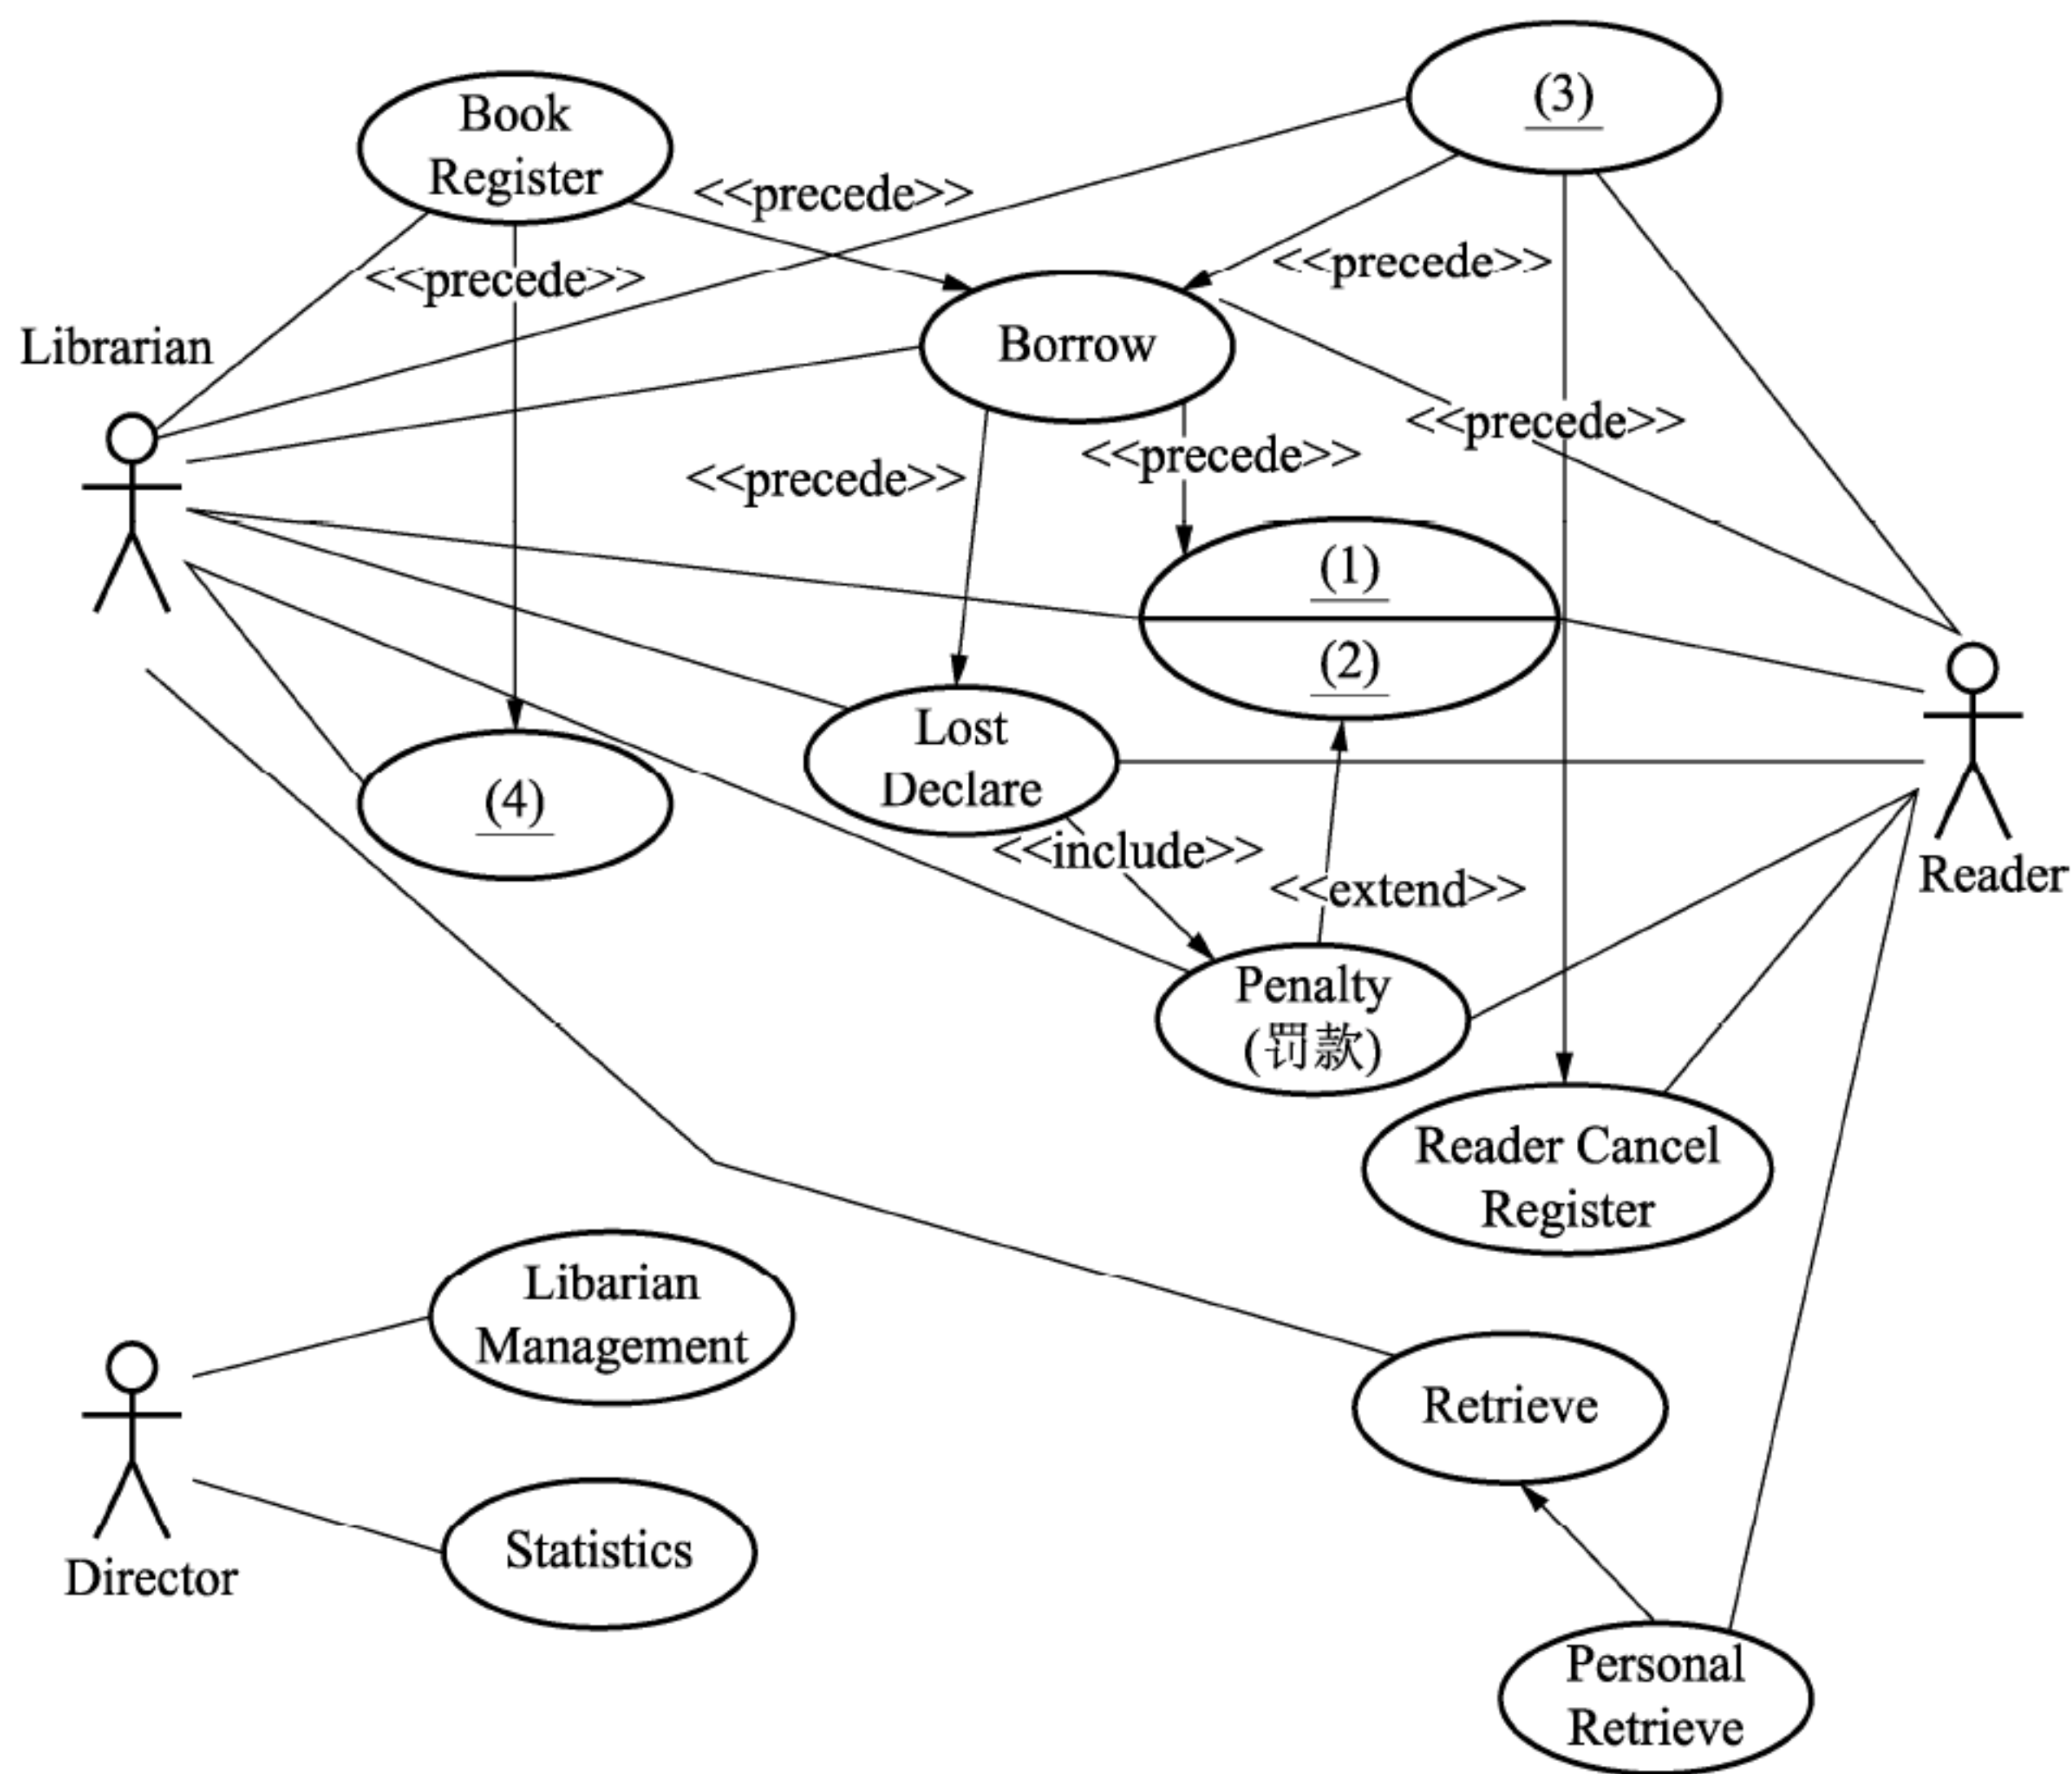 Book
Register
(3)
<<precede>>
<<precede>>
<<precede>>
Librarian
Borrow
<<precede>>
<<precede>>
<<precede>>
(1)
(2)
Lost
Declare
(4)
<<include>>
<<extend>>
Reader
Penalty
(罚款)
Reader Cancel
Register
Libarian
Management
Retrieve
Statistics
Director
Personal
Retrieve